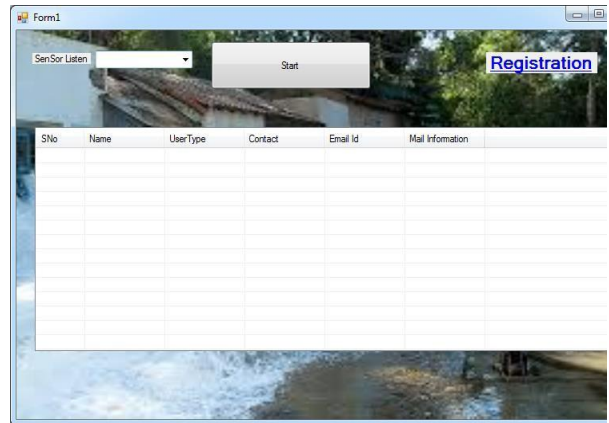 Form1
SenSor Listen
Start
Registration
SNo Name UserType Contact Email Id Mail Information